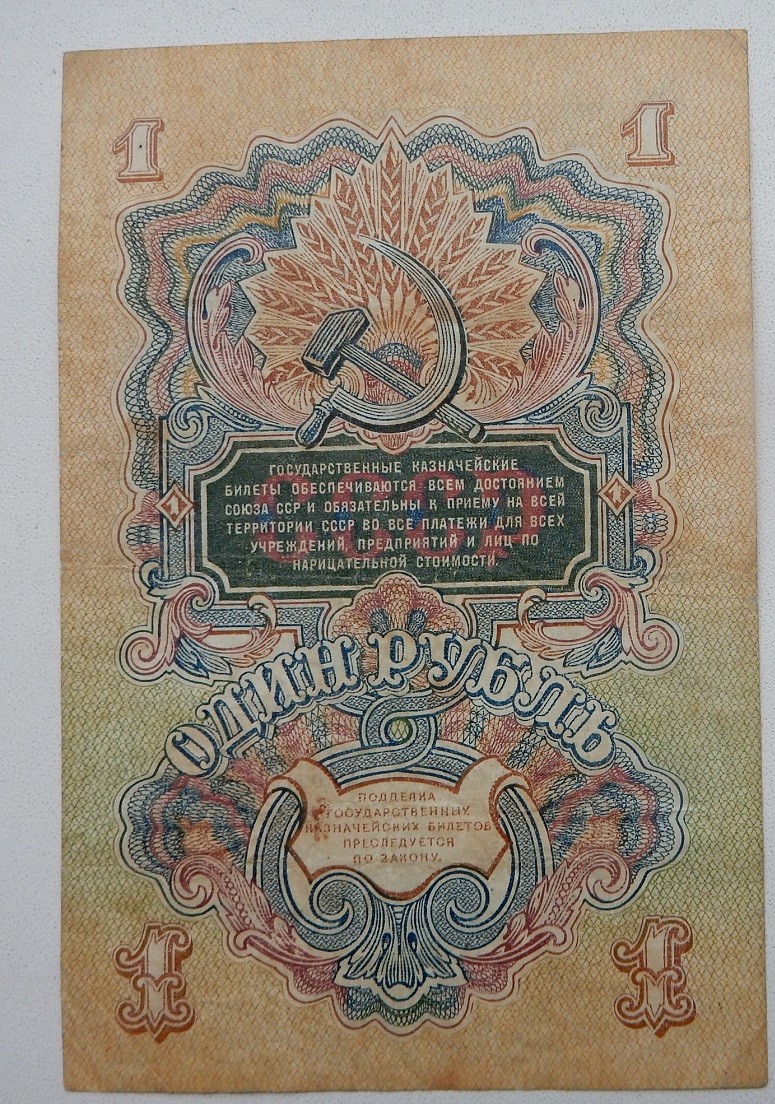 1 1
ГОСУДАРСТВЕННЫЕ КАЗНАЧЕЙСКИЕ
БИЛЕТЫ ОБЕСПЕЧИВАЮТСЯ ВСЕМ ДОСТОЯНИЕМ
СОЮЗА ССР И ОБЯЗАТЕЛЬНЫ К ПРИЕМУ НА ВСЕЙ
1 ТЕРРИТОРИИ СССР ВО ВСЕ ПЛАТЕЖИ ДЛЯ ВСЕХ 1
УЧРЕЖДЕНИЙ, ПРЕДПРИЯТИЙ И ЛИЦ ПО
НАРИЦАТЕЛЬНОЙ СТОИМОСТИ.
ОДИН РУБЛЬ
ПОДДЕЛКА
ГОСУДАРСТВЕННЫХ
КАЗНАЧЕЙСКИХ БИЛЕТОВ
ПРЕСЛЕДУЕТСЯ
ПО ЗАКОНУ.
1 1